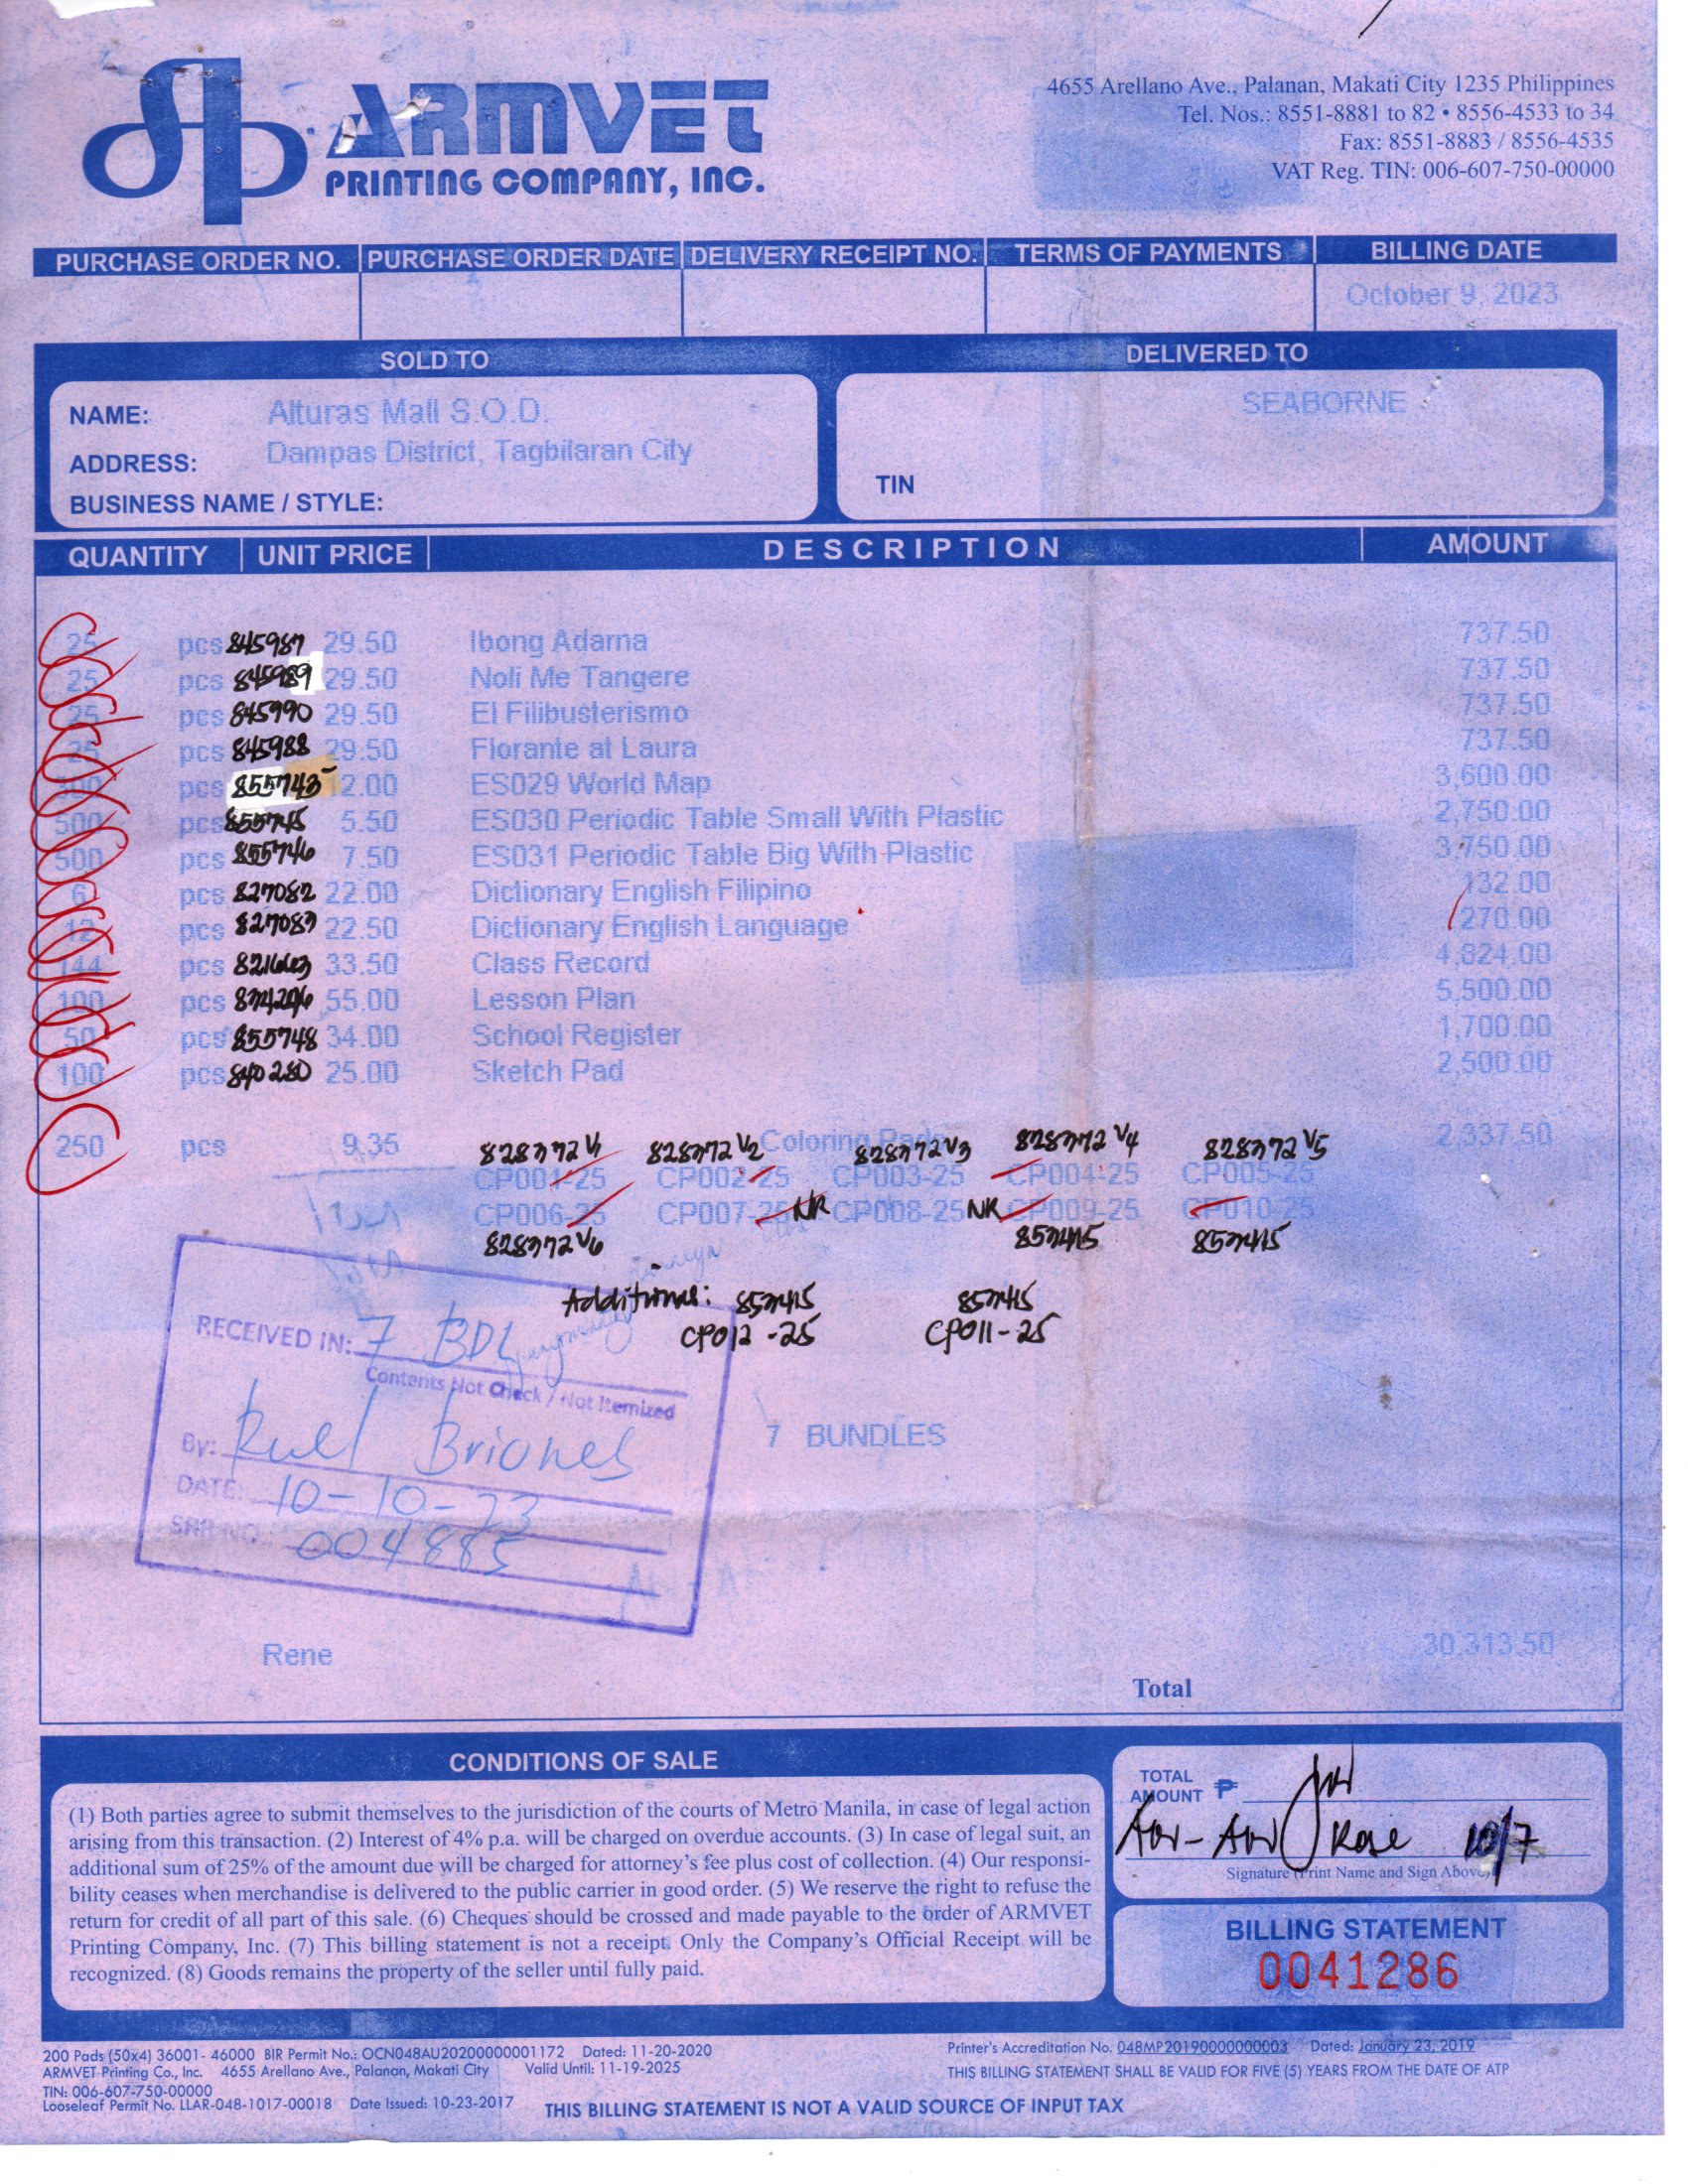 ARMVET
PRINTING COMPANY, INC.
4655 Arellano Ave., Palanan, Makati City 1235 Philippines
Tel. Nos.: 8551-8881 to 82 • 8556-4533 to 34
Fax: 8551-8883 / 8556-4535
VAT Reg. TIN: 006-607-750-00000
PURCHASE ORDER NO. PURCHASE ORDER DATE DELIVERY RECEIPT NO. TERMS OF PAYMENTS BILLING DATE
October 9, 2023
SOLD TO DELIVERED TO
NAME: Alturas Mall S.O.D. SEABORNE
ADDRESS: Dampas District, Tagbilaran City
BUSINESS NAME / STYLE: TIN
QUANTITY UNIT PRICE DESCRIPTION AMOUNT
25 pcs 845987 29.50 Ibong Adarna 737.50
25 pcs 845989 29.50 Noli Me Tangere 737.50
25 pcs 845990 29.50 El Filibusterismo 737.50
25 pcs 845988 29.50 Florante at Laura 737.50
300 pcs 855743 12.00 ES029 World Map 3,600.00
500 pcs 855745 5.50 ES030 Periodic Table Small With Plastic 2,750.00
500 pcs 855746 7.50 ES031 Periodic Table Big With Plastic 3,750.00
6 pcs 827082 22.00 Dictionary English Filipino 132.00
12 pcs 827083 22.50 Dictionary English Language 270.00
144 pcs 33.50 Class Record 4,824.00
100 pcs 55.00 Lesson Plan 5,500.00
50 pcs 855748 34.00 School Register 1,700.00
100 pcs 840280 25.00 Sketch Pad 2,500.00
250 pcs 9.35 Coloring Pads 2,337.50
828372 V1 828372 V2 828372 V3 828372 V4 828372 V5
CP001-25 CP002-25 CP003-25 CP004-25 CP005-25
CP006-25 CP007-25 NR CP008-25 NR CP009-25 CP010-25
828372 V6 857415 857415
Additional: 857415 857415
CP012-25 CP011-25
RECEIVED IN: 7 BDL
Contents Not Check / Not Itemized
By: Ruel Briones
DATE: 10-10-23
SRR NO. 004885
7 BUNDLES
Rene 30,313.50
Total
CONDITIONS OF SALE
(1) Both parties agree to submit themselves to the jurisdiction of the courts of Metro Manila, in case of legal action
arising from this transaction. (2) Interest of 4% p.a. will be charged on overdue accounts. (3) In case of legal suit, an
additional sum of 25% of the amount due will be charged for attorney's fee plus cost of collection. (4) Our responsi-
bility ceases when merchandise is delivered to the public carrier in good order. (5) We reserve the right to refuse the
return for credit of all part of this sale. (6) Cheques should be crossed and made payable to the order of ARMVET
Printing Company, Inc. (7) This billing statement is not a receipt. Only the Company's Official Receipt will be
recognized. (8) Goods remains the property of the seller until fully paid.
TOTAL
AMOUNT ₱
Rose 10/7
Signature (Print Name and Sign Above)
BILLING STATEMENT
0041286
200 Pads (50x4) 36001- 46000 BIR Permit No.: OCN048AU20200000001172 Dated: 11-20-2020
ARMVET Printing Co., Inc. 4655 Arellano Ave., Palanan, Makati City Valid Until: 11-19-2025
TIN: 006-607-750-00000
Looseleaf Permit No. LLAR-048-1017-00018 Date Issued: 10-23-2017
Printer's Accreditation No. 048MP20190000000003 Dated: January 23, 2019
THIS BILLING STATEMENT SHALL BE VALID FOR FIVE (5) YEARS FROM THE DATE OF ATP
THIS BILLING STATEMENT IS NOT A VALID SOURCE OF INPUT TAX